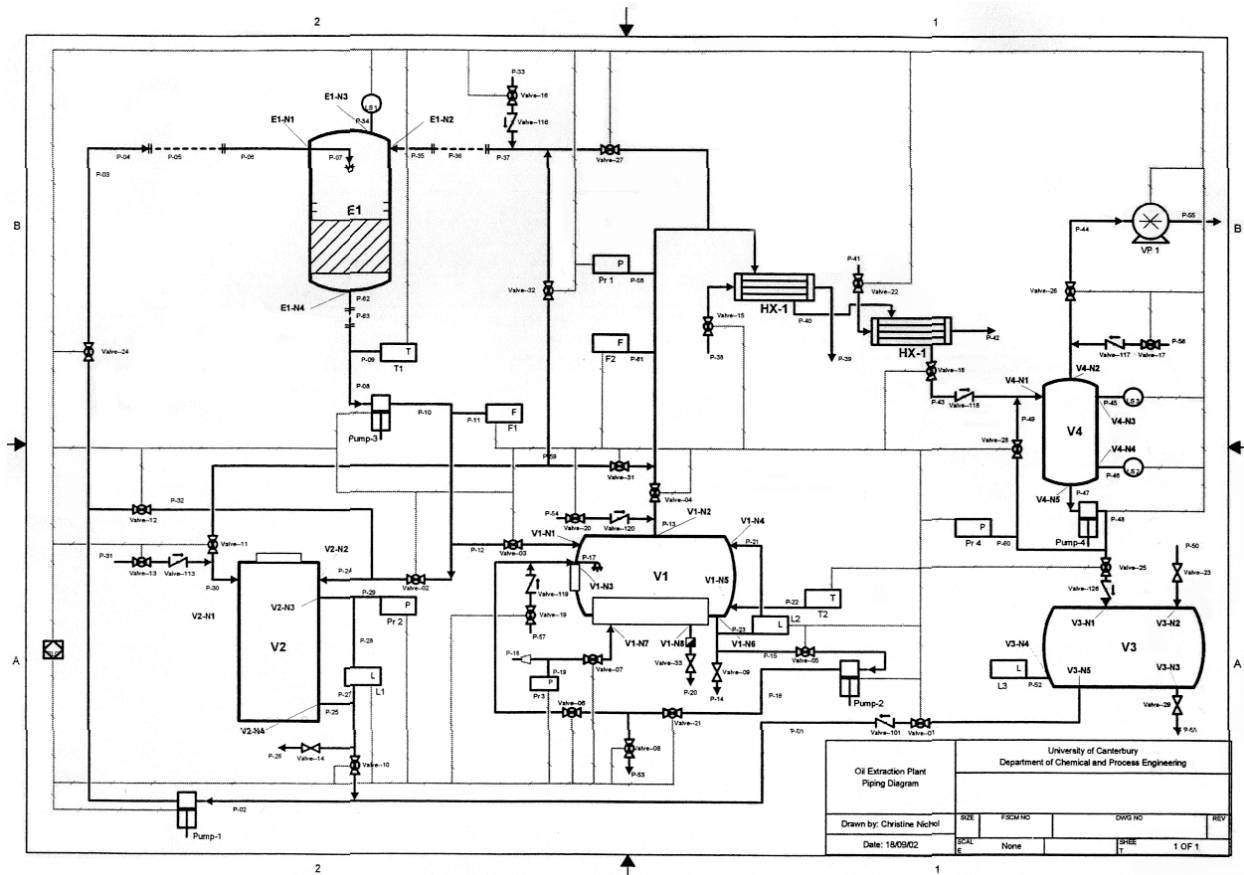 2
1
P-33
LS1
E1-N3
P-34
Valve--16
E1-N1
E1-N2
Valve--116
P-04
P-05
P-06
P-07
P-35
P-36
P-37
Valve--27
P-03
E1
B
B
P-44
P-55
VP 1
P-41
P
Pr 1
P-58
Valve--32
Valve--22
P-62
E1-N4
P-63
HX-1
P-40
Valve--15
Valve--26
P-38
P-39
HX-1
P-42
F
F2
P-61
P-56
Valve--117
Valve--17
Valve--24
P-09
T
T1
Valve--18
V4-N2
V4-N1
P-08
P-43
Valve--118
P-45
LS3
V4-N3
P-10
P-11
F
F1
P-49
V4
Pump-3
Valve--28
V4-N4
P-46
LS2
P-59
Valve--31
V4-N5
P-47
P-32
Valve--04
Valve--12
P-54
V1-N2
P-13
P-48
Valve--20
Valve--120
V1-N4
P
Pr 4
P-60
Pump-4
Valve--11
V2-N2
V1-N1
P-21
P-31
P-12
Valve--03
P-17
P-50
Valve--13
Valve--113
P-30
Valve--02
V1
V1-N3
V1-N5
Valve--25
Valve--23
P-29
V2-N3
P
Pr 2
Valve--119
P-22
T
T2
V2-N1
Valve--19
P-23
L
L2
V3-N1
V3-N2
P-57
V1-N7
V1-N8
V1-N6
V2
P-28
V3-N4
V3
A
A
P-19
Valve--07
Valve--33
P-15
Valve--05
L
L1
Pr3
P
Valve--09
L
L3
P-52
V3-N5
V3-N3
P-27
P-20
P-14
Pump-2
P-25
V2-N4
Valve--06
Valve--21
Valve--29
Valve--101
Valve--01
P-51
P-26
Valve--14
Valve--10
Valve--08
P-53
P-01
P-02
Pump-1
Oil Extraction Plant
Piping Diagram
University of Canterbury
Department of Chemical and Process Engineering
Drawn by: Christine Nichol
SIZE
FSCM NO
DWG NO
REV
Date: 18/09/02
SCAL
E
None
SHEE
T
1 OF 1
2
1